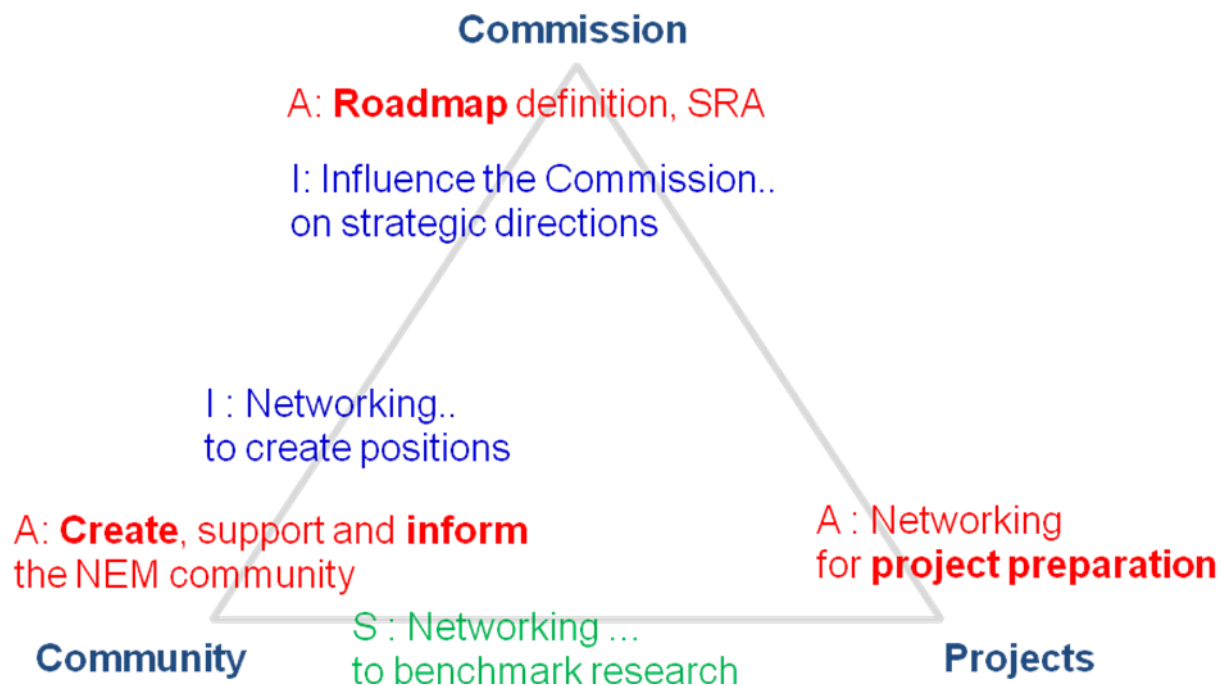 Commission
A: Roadmap definition, SRA
I: Influence the Commission..
on strategic directions
I : Networking..
to create positions
A: Create, support and inform
the NEM community
A : Networking
for project preparation
S : Networking ...
to benchmark research
Community
Projects